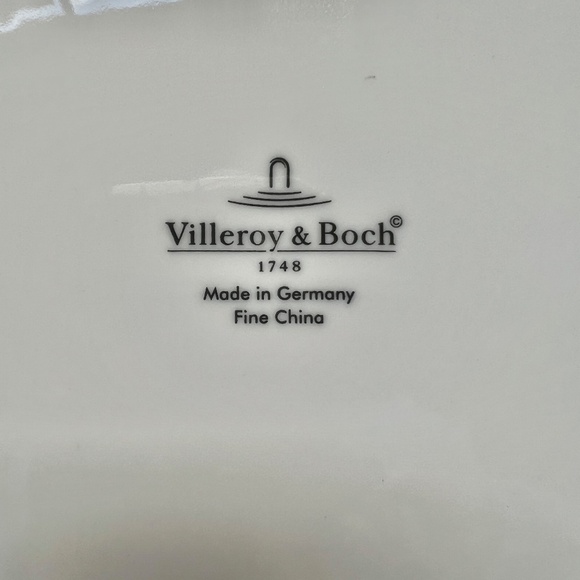 Villeroy & Boch©
1748
Made in Germany
Fine China